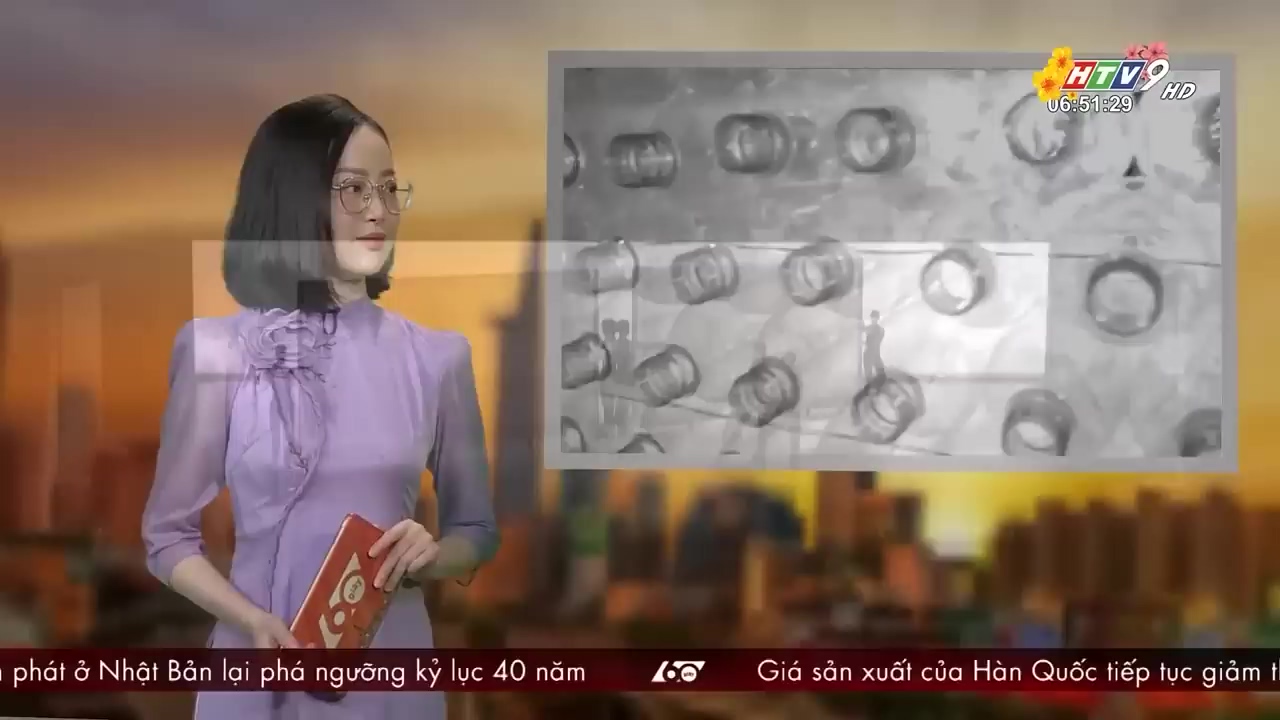 HTV9 HD
06:51:29
phát ở Nhật Bản lại phá ngưỡng kỷ lục 40 năm
60 Giá sản xuất của Hàn Quốc tiếp tục giảm